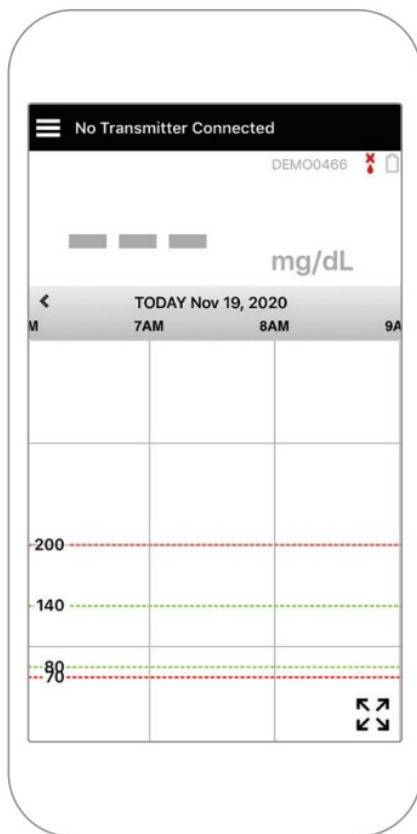 No Transmitter Connected
DEMO0466
mg/dL
TODAY Nov 19, 2020
M 7AM 8AM 9A
200
140
80
70